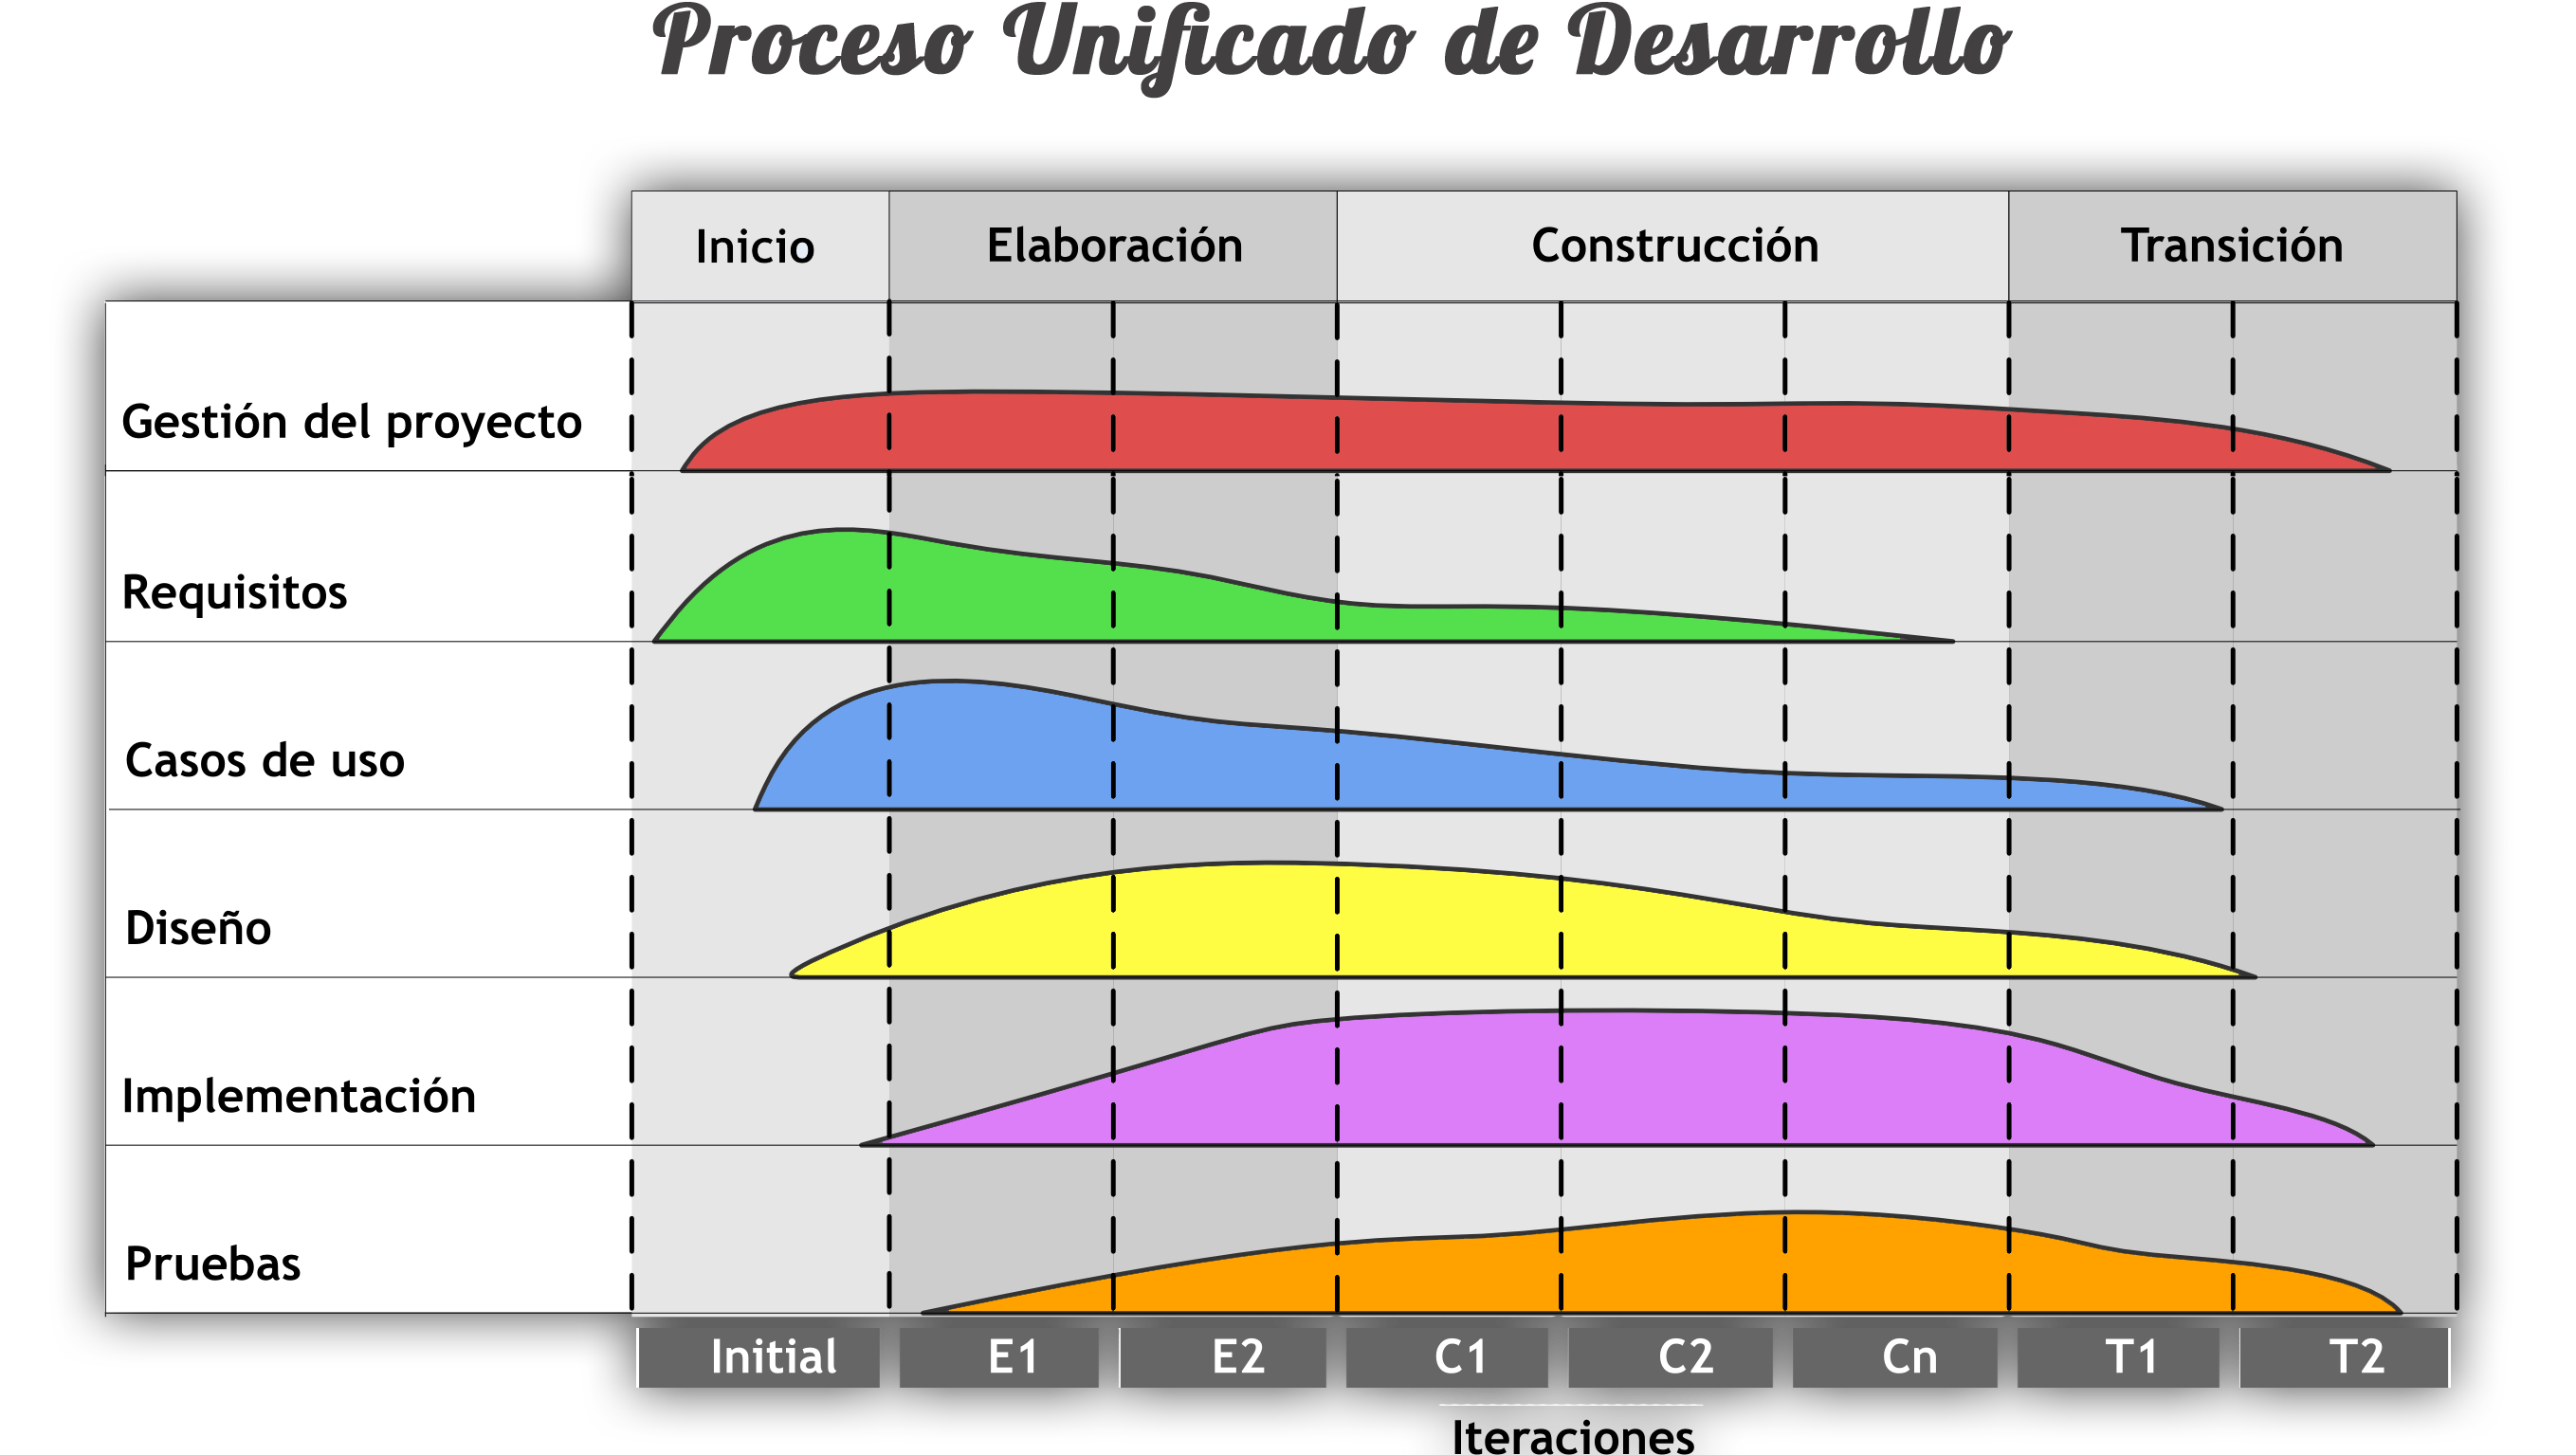 Proceso Unificado de Desarrollo
Inicio Elaboración Construcción Transición
Gestión del proyecto
Requisitos
Casos de uso
Diseño
Implementación
Pruebas
Initial E1 E2 C1 C2 Cn T1 T2
Iteraciones